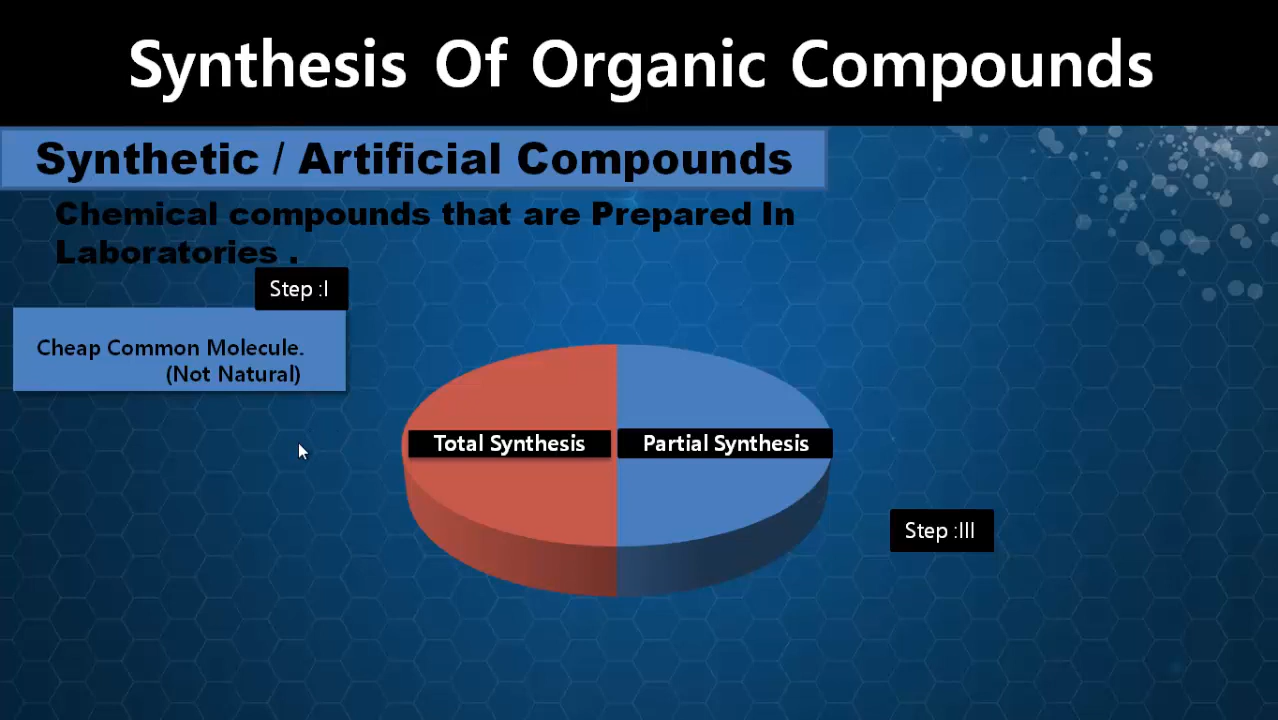 Synthesis Of Organic Compounds
Synthetic / Artificial Compounds
Chemical compounds that are Prepared In
Laboratories .
Step :I
Cheap Common Molecule.
(Not Natural)
Total Synthesis
Partial Synthesis
Step :III